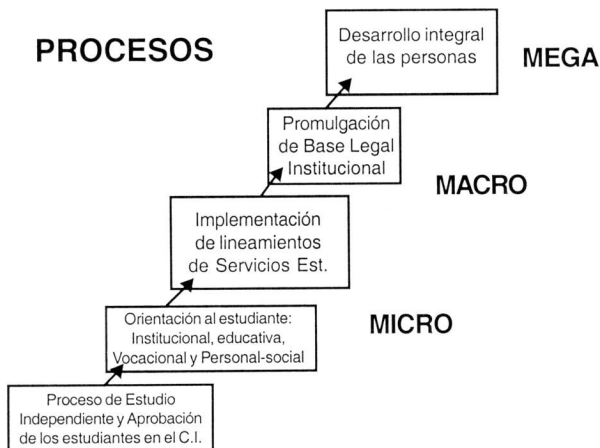 PROCESOS
Desarrollo integral
de las personas
MEGA
Promulgación
de Base Legal
Institucional
MACRO
Implementación
de lineamientos
de Servicios Est.
Orientación al estudiante:
Institucional, educativa,
Vocacional y Personal-social
MICRO
Proceso de Estudio
Independiente y Aprobación
de los estudiantes en el C.I.